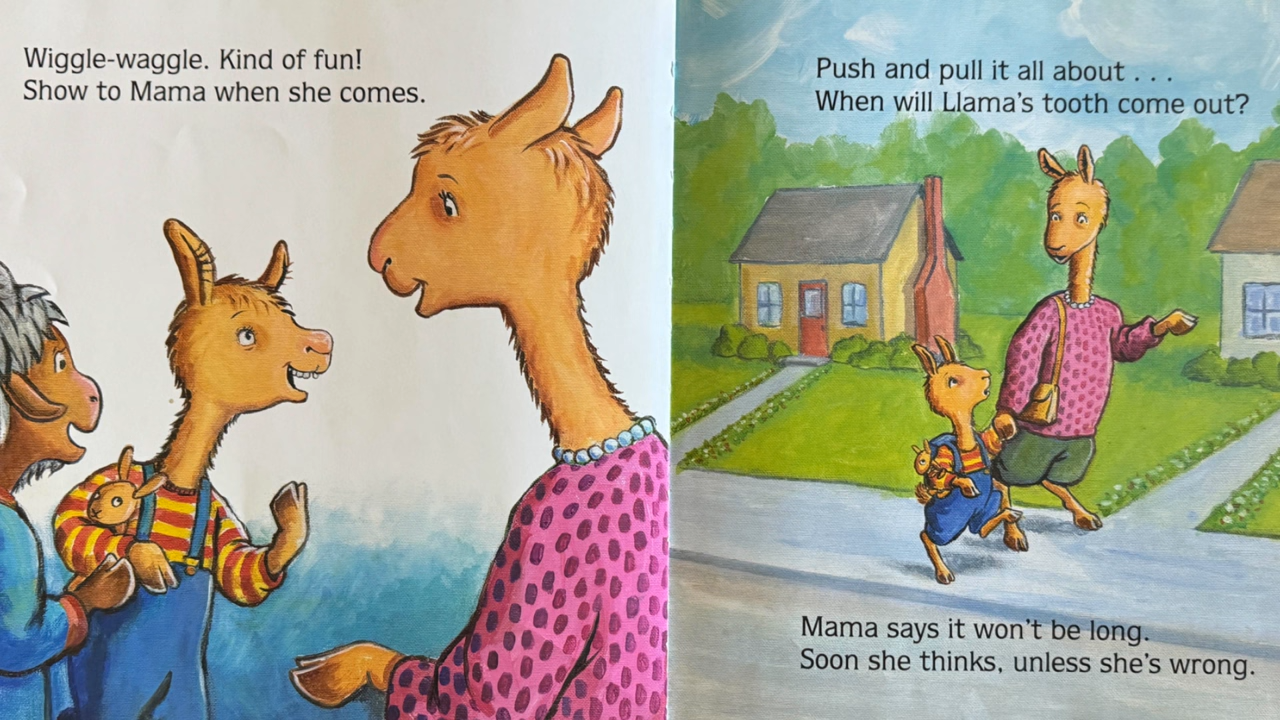 Wiggle-waggle. Kind of fun!
Show to Mama when she comes.
Push and pull it all about . . .
When will Llama's tooth come out?
Mama says it won't be long.
Soon she thinks, unless she's wrong.